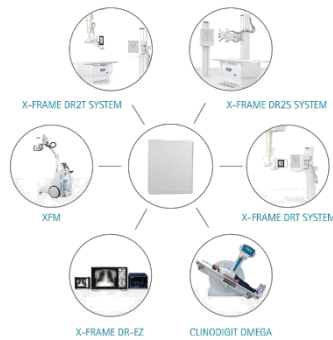 X-FRAME DR2T SYSTEM
X-FRAME DR2S SYSTEM
XFM
X-FRAME DRT SYSTEM
X-FRAME DR-EZ
CLINODIGIT OMEGA